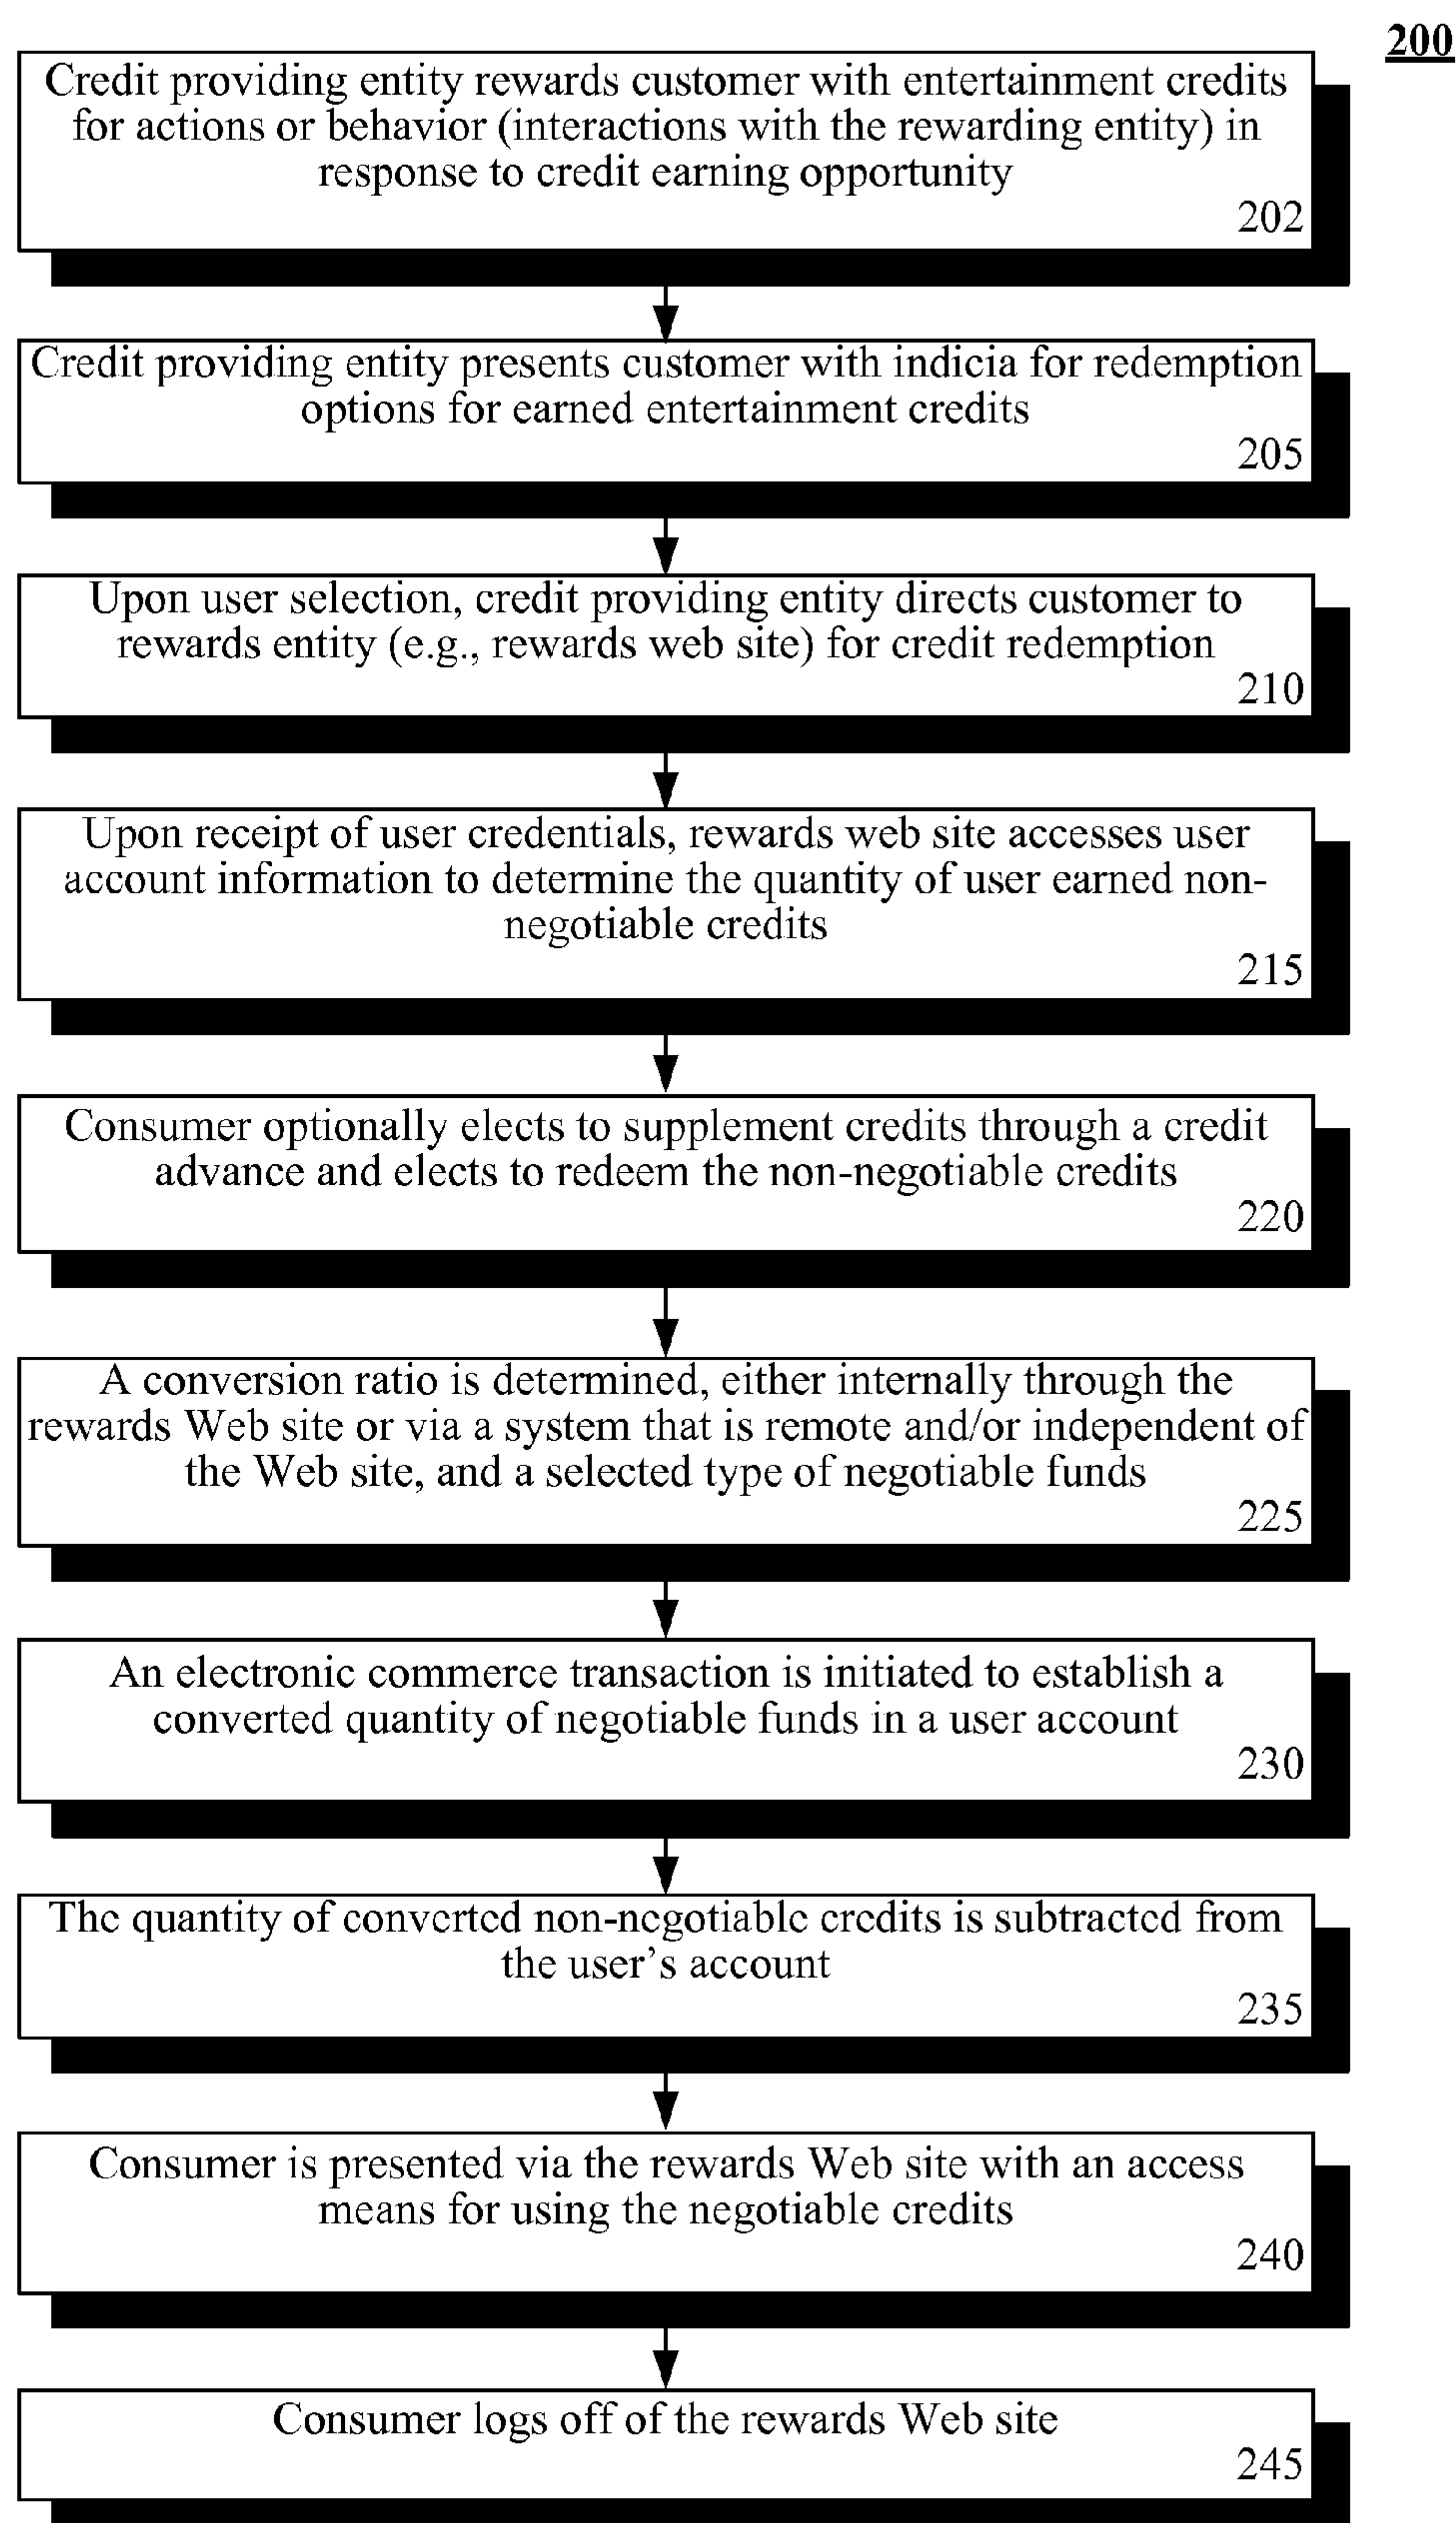 200
Credit providing entity rewards customer with entertainment credits
for actions or behavior (interactions with the rewarding entity) in
response to credit earning opportunity
202
Credit providing entity presents customer with indicia for redemption
options for earned entertainment credits
205
Upon user selection, credit providing entity directs customer to
rewards entity (e.g., rewards web site) for credit redemption
210
Upon receipt of user credentials, rewards web site accesses user
account information to determine the quantity of user earned non-
negotiable credits
215
Consumer optionally elects to supplement credits through a credit
advance and elects to redeem the non-negotiable credits
220
A conversion ratio is determined, either internally through the
rewards Web site or via a system that is remote and/or independent of
the Web site, and a selected type of negotiable funds
225
An electronic commerce transaction is initiated to establish a
converted quantity of negotiable funds in a user account
230
The quantity of converted non-negotiable credits is subtracted from
the user's account
235
Consumer is presented via the rewards Web site with an access
means for using the negotiable credits
240
Consumer logs off of the rewards Web site
245